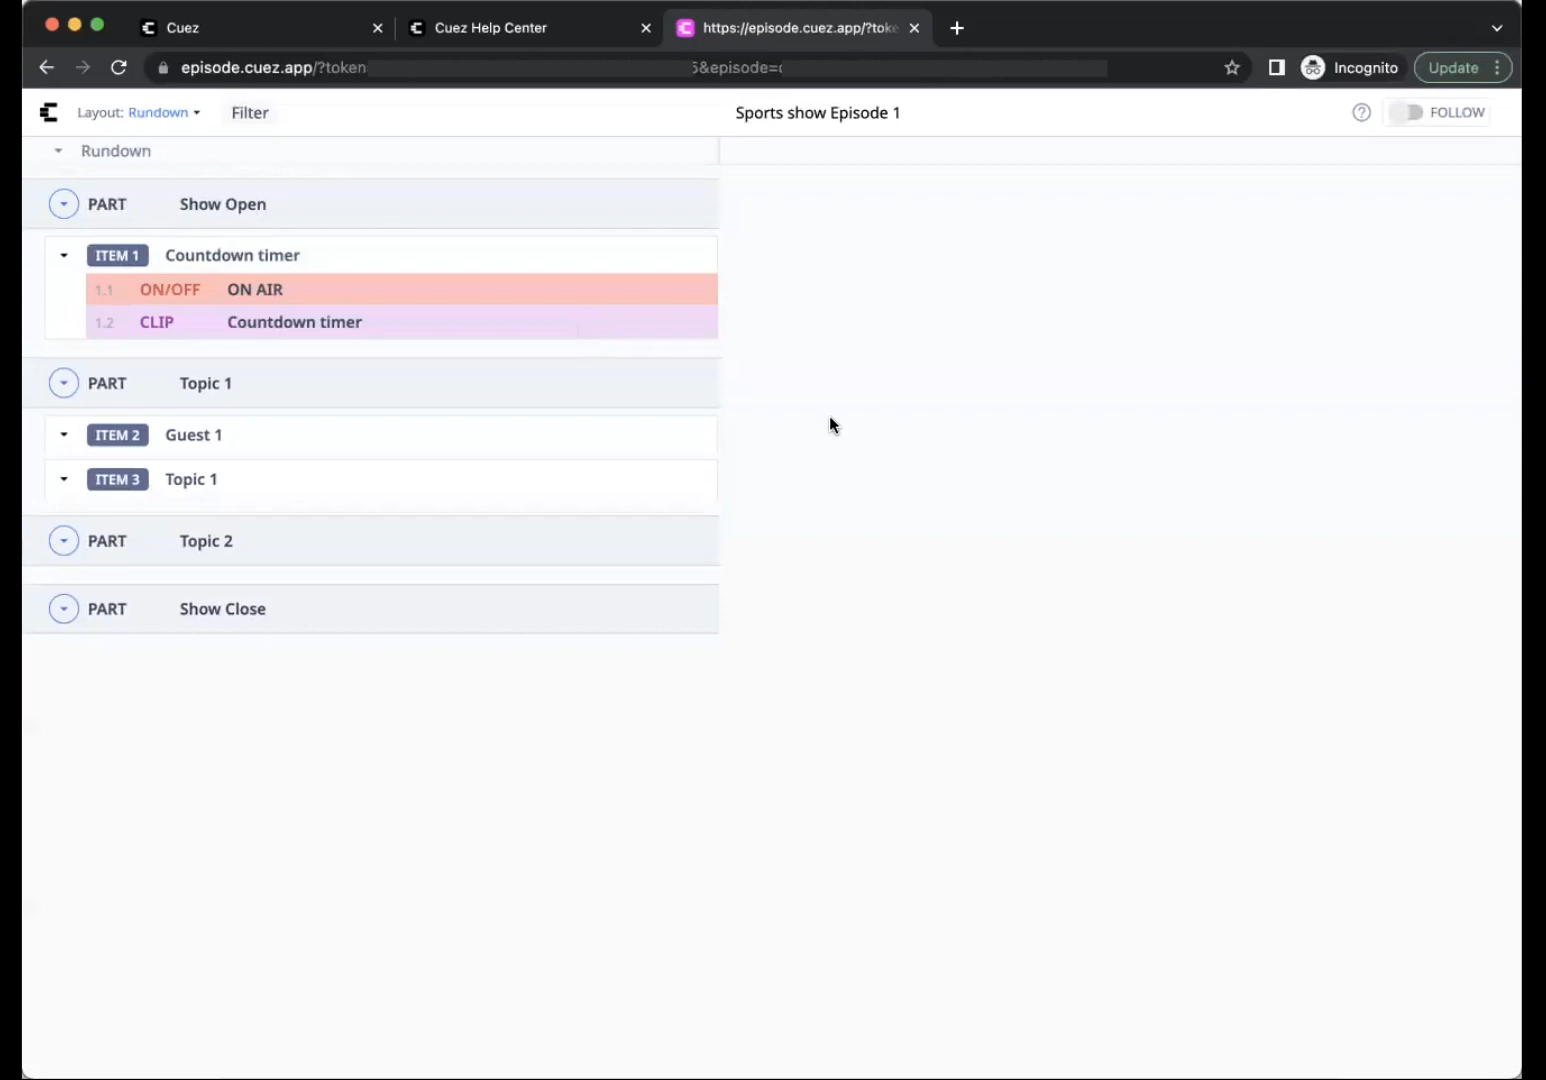 Cuez
Cuez Help Center
https://episode.cuez.app/?toke
episode.cuez.app/?token
5&episode=
Incognito
Update
Layout: Rundown
Filter
Sports show Episode 1
FOLLOW
Rundown
PART Show Open
ITEM 1 Countdown timer
1.1 ON/OFF ON AIR
1.2 CLIP Countdown timer
PART Topic 1
ITEM 2 Guest 1
ITEM 3 Topic 1
PART Topic 2
PART Show Close